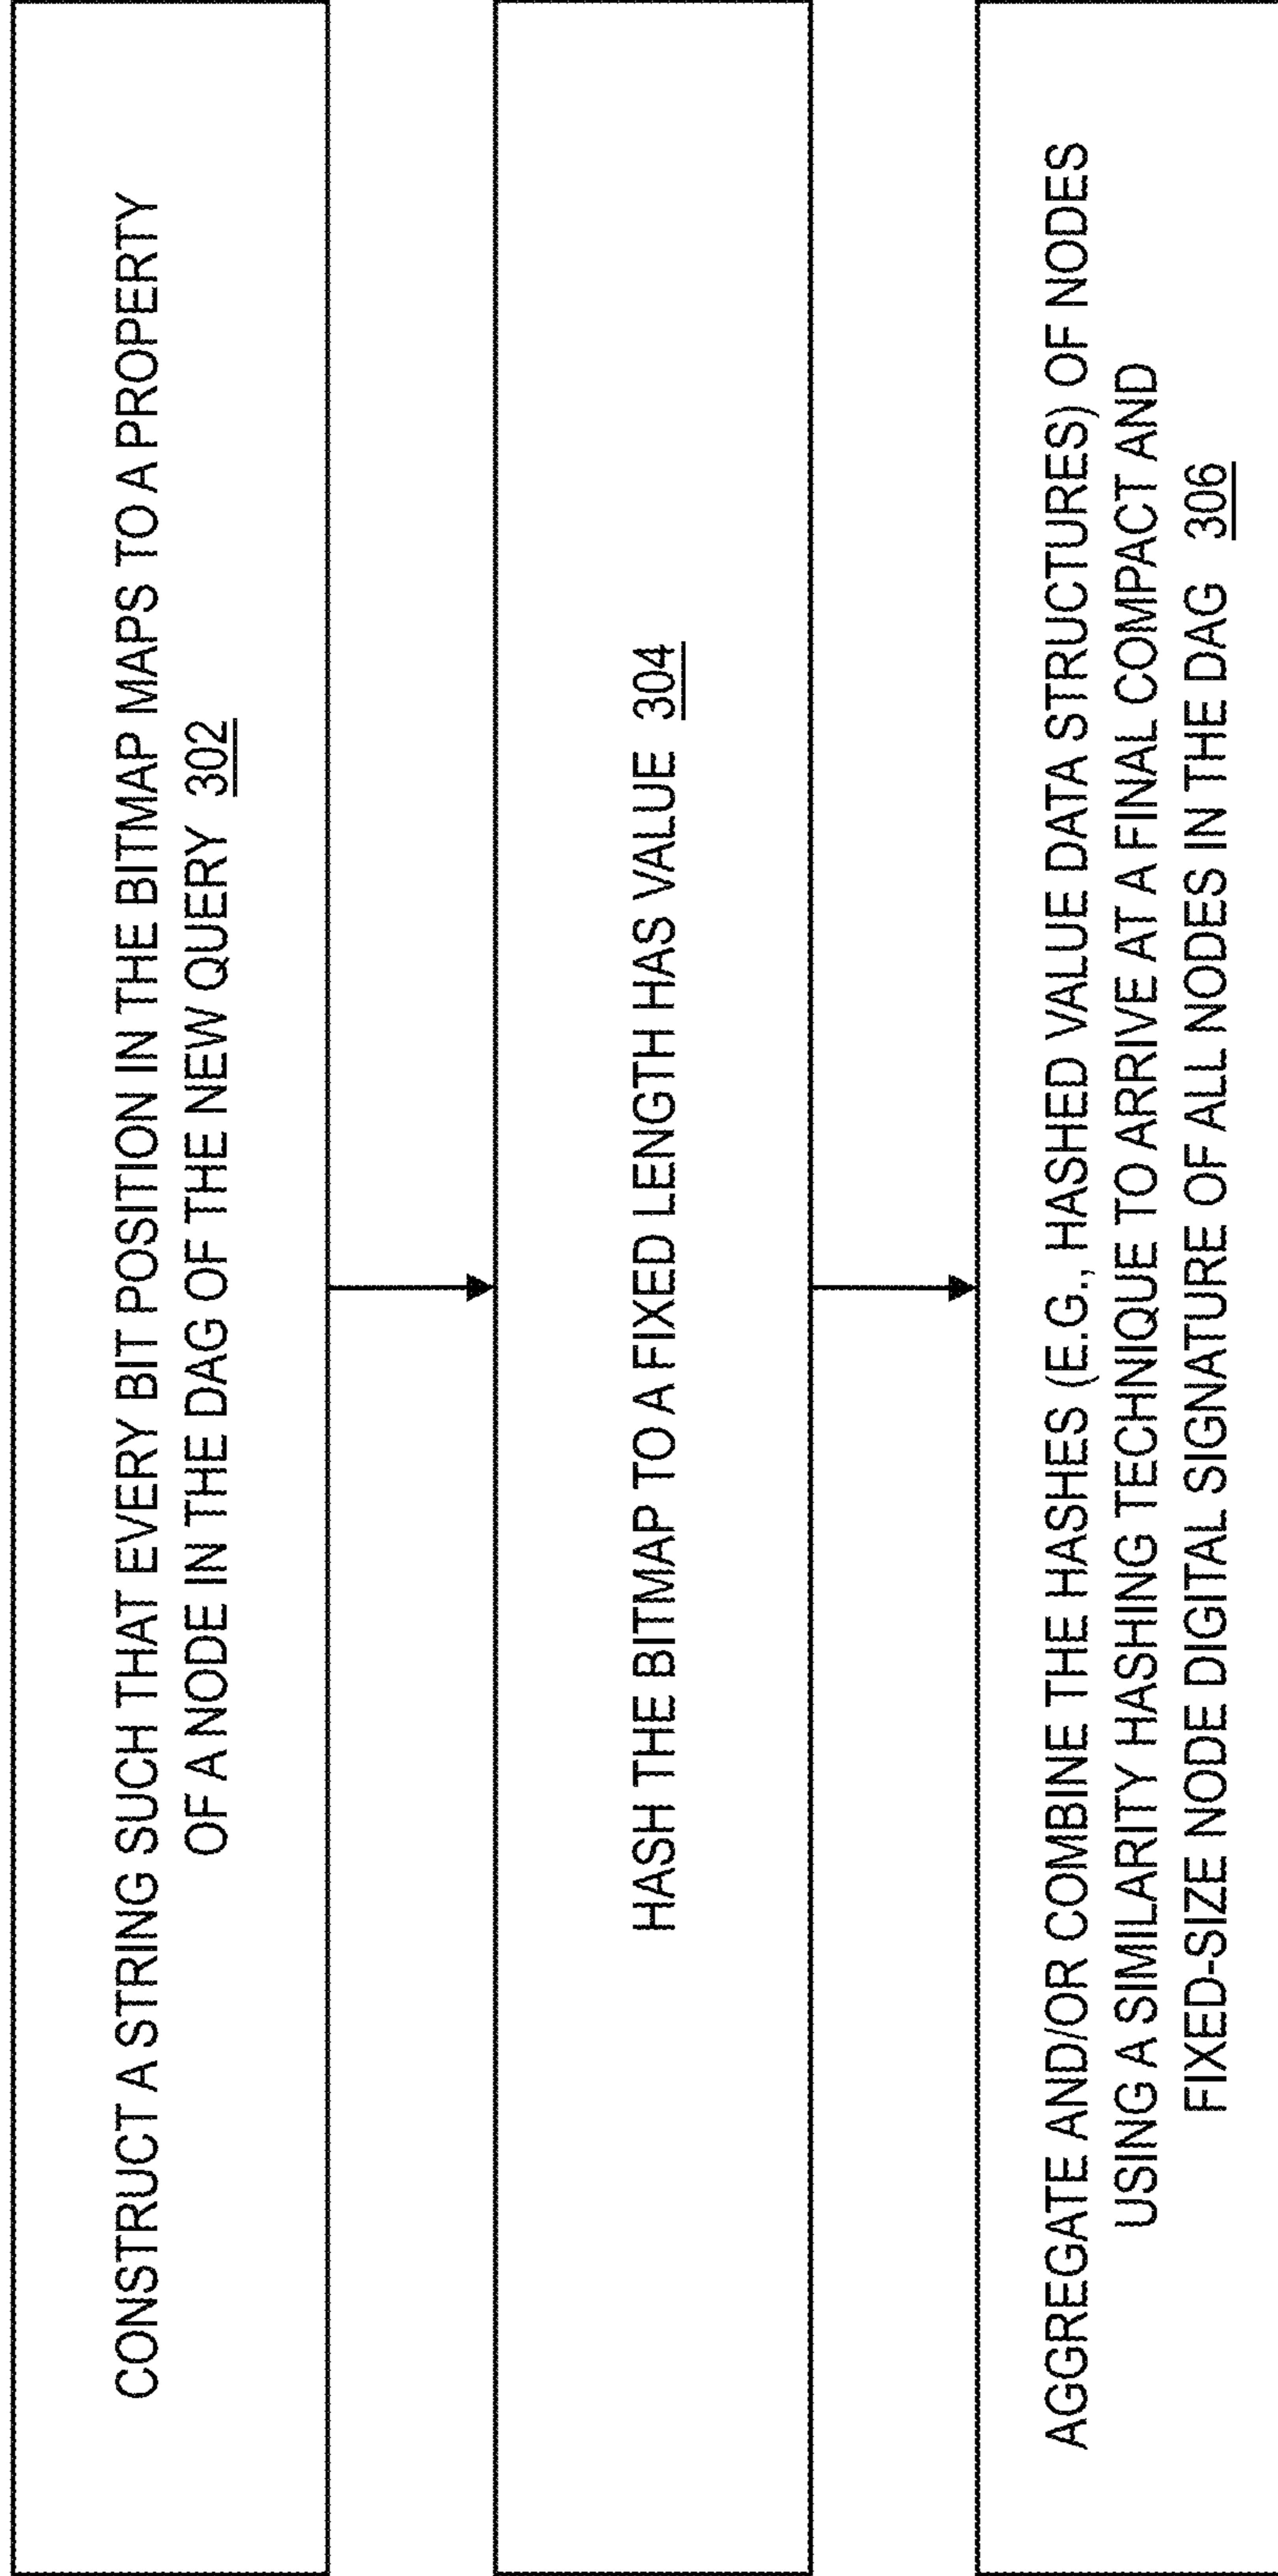 CONSTRUCT A STRING SUCH THAT EVERY BIT POSITION IN THE BITMAP MAPS TO A PROPERTY
OF A NODE IN THE DAG OF THE NEW QUERY 302
HASH THE BITMAP TO A FIXED LENGTH HAS VALUE 304
AGGREGATE AND/OR COMBINE THE HASHES (E.G., HASHED VALUE DATA STRUCTURES) OF NODES
USING A SIMILARITY HASHING TECHNIQUE TO ARRIVE AT A FINAL COMPACT AND
FIXED-SIZE NODE DIGITAL SIGNATURE OF ALL NODES IN THE DAG 306